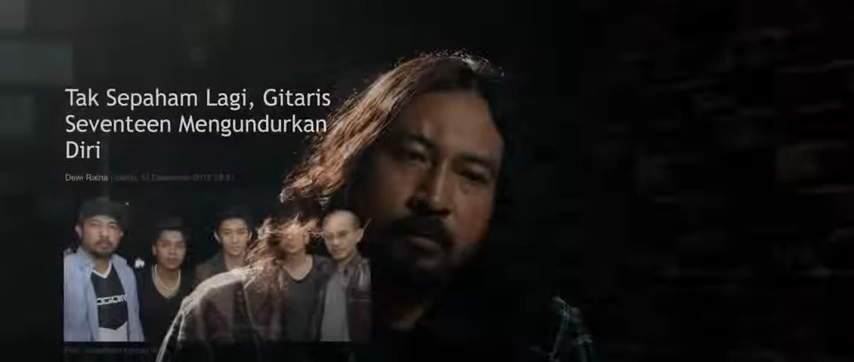 Tak Sepaham Lagi, Gitaris
Seventeen Mengundurkan
Diri
Dewi Ratna